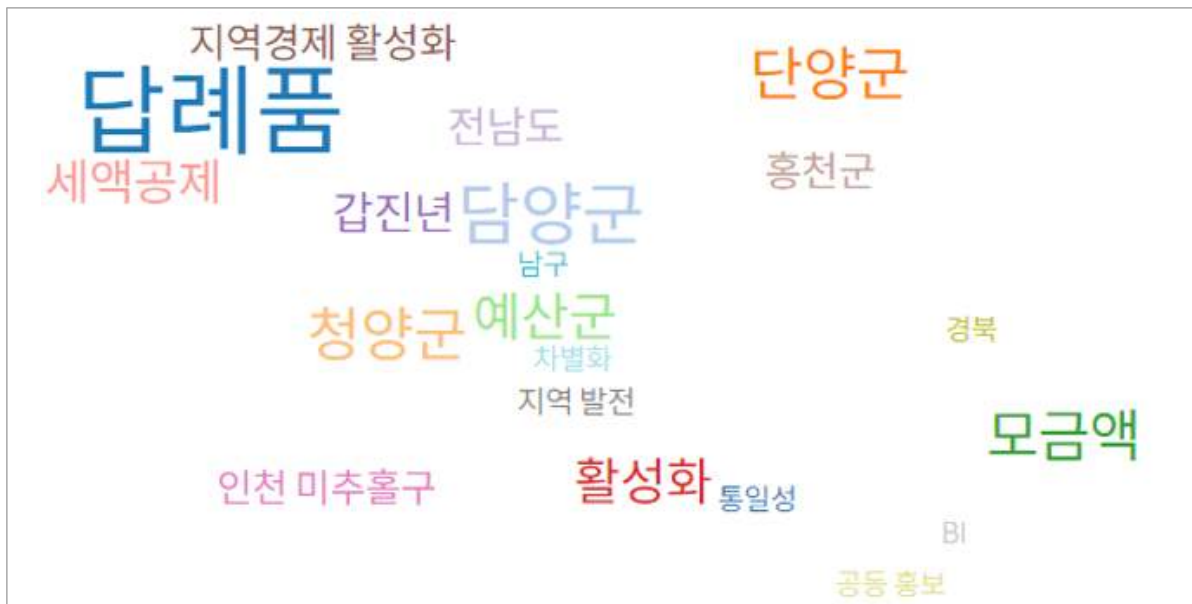 지역경제 활성화
답례품
단양군
전남도
세액공제
홍천군
갑진년
담양군
남구
청양군
예산군
경북
차별화
지역 발전
모금액
인천 미추홀구
활성화
통일성
BI
공동 홍보